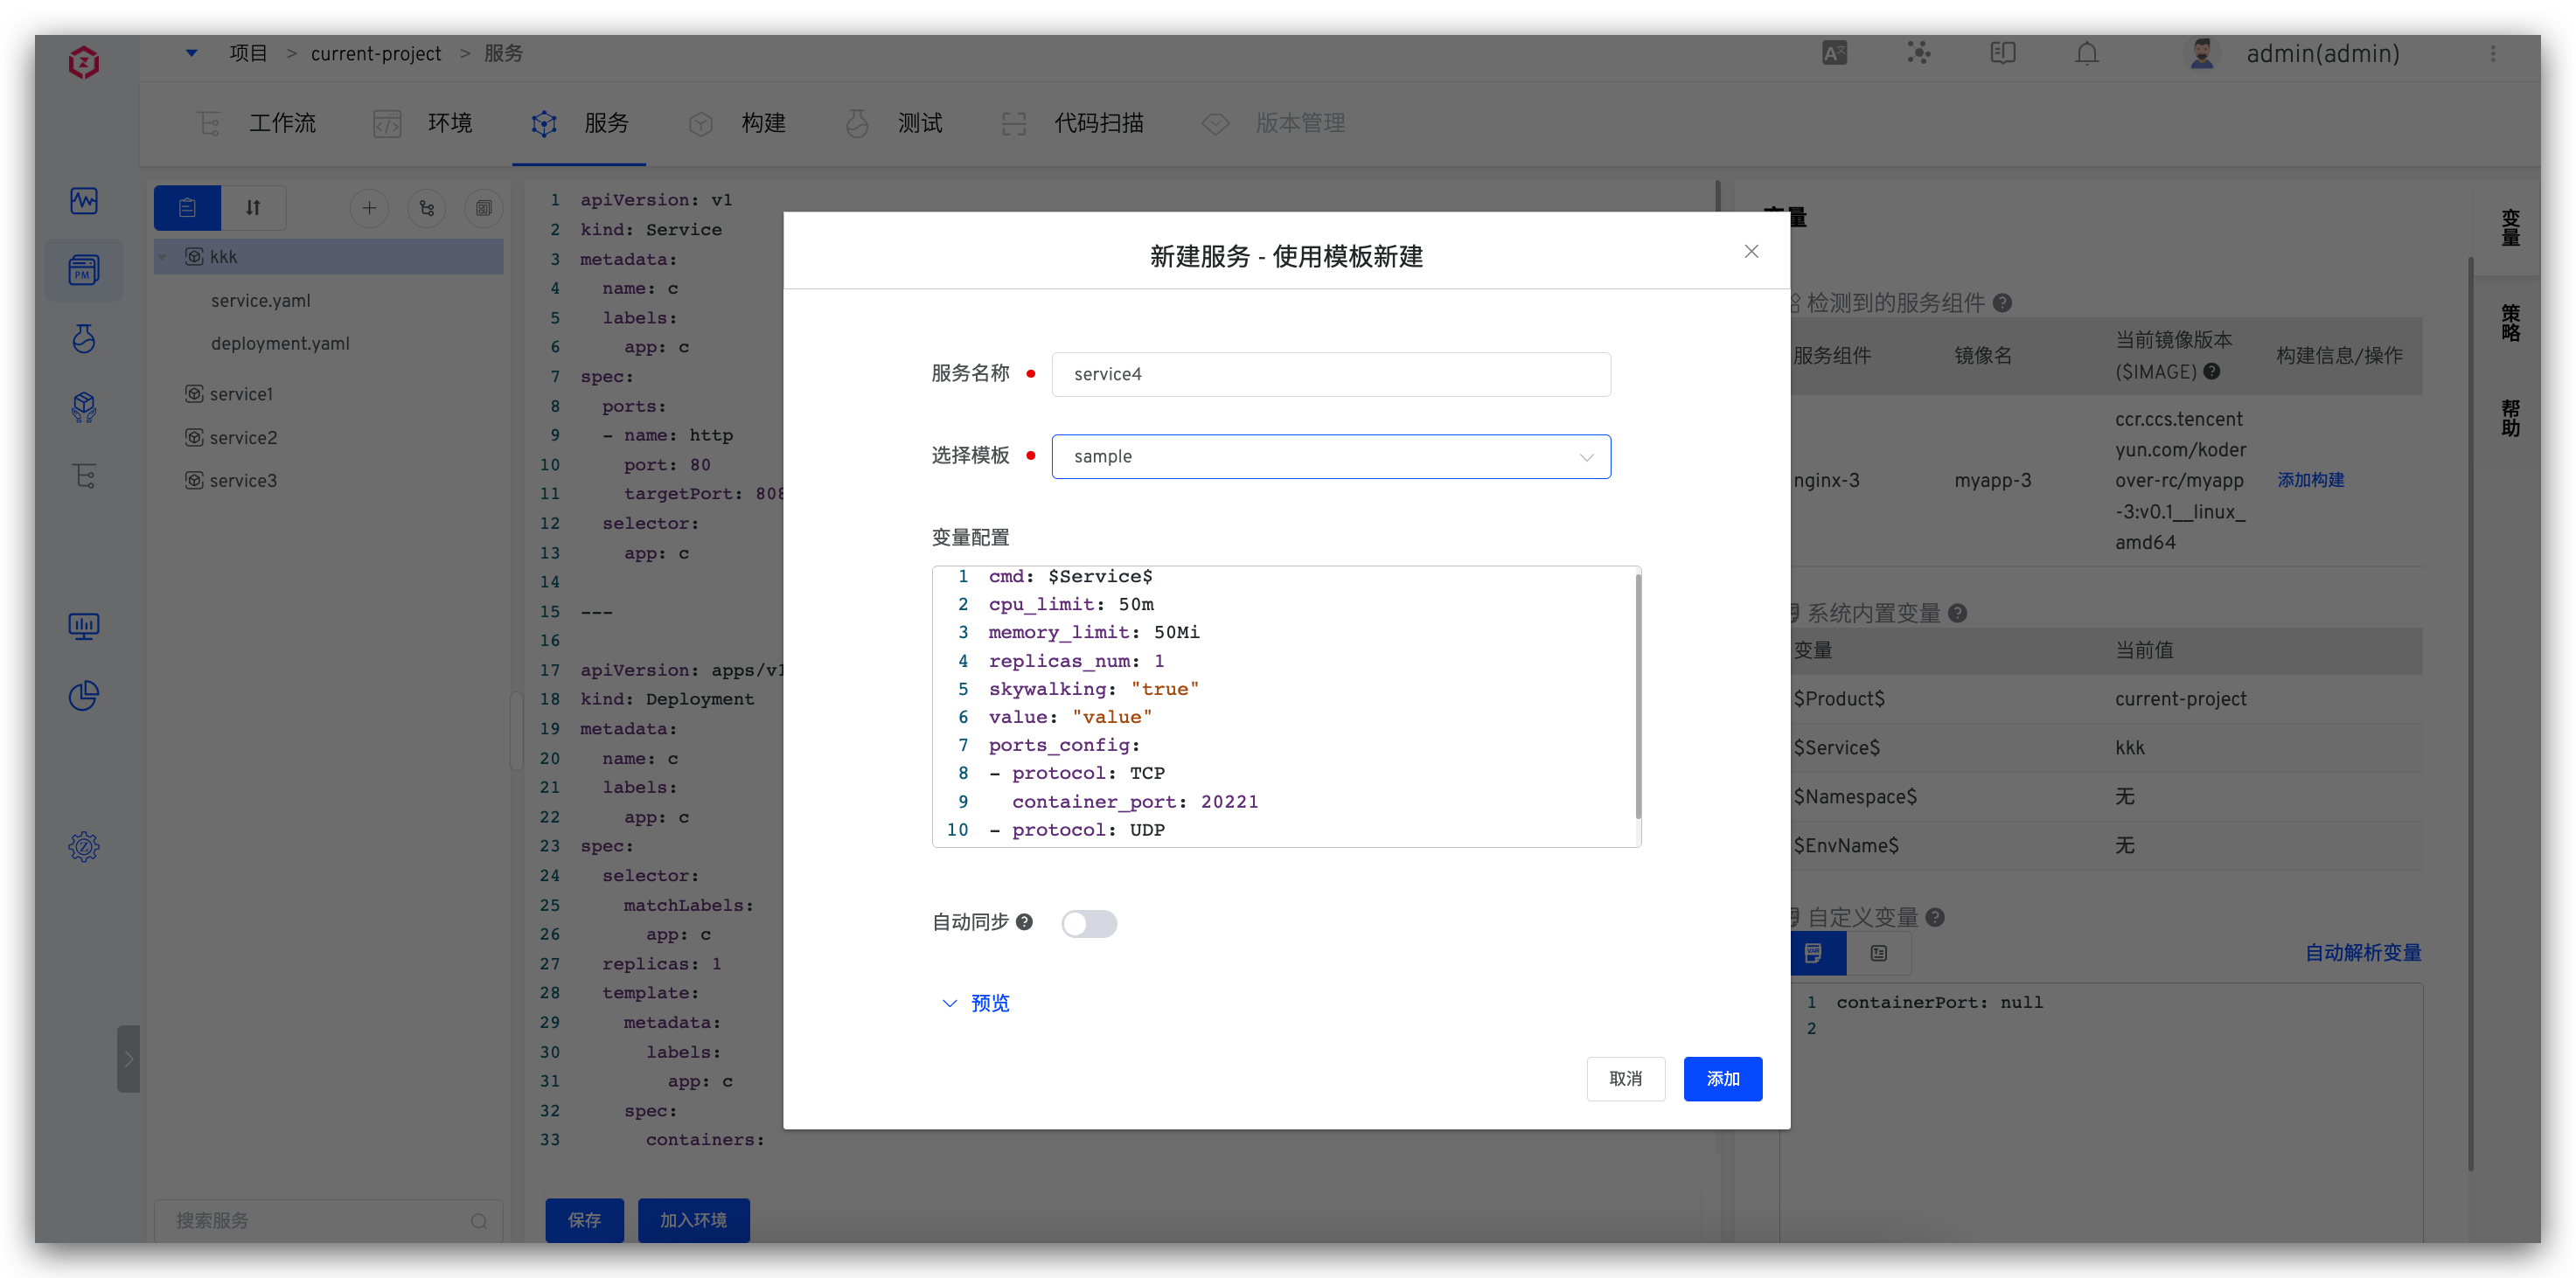 项目 > current-project > 服务
admin(admin)
工作流 环境 服务 构建 测试 代码扫描 版本管理
PM
kkk
service.yaml
deployment.yaml
service1
service2
service3
搜索服务
1 apiVersion: v1
2 kind: Service
3 metadata:
4 name: c
5 labels:
6 app: c
7 spec:
8 ports:
9 - name: http
10 port: 80
11 targetPort: 808
12 selector:
13 app: c
14
15 ---
16
17 apiVersion: apps/v1
18 kind: Deployment
19 metadata:
20 name: c
21 labels:
22 app: c
23 spec:
24 selector:
25 matchLabels:
26 app: c
27 replicas: 1
28 template:
29 metadata:
30 labels:
31 app: c
32 spec:
33 containers:
保存 加入环境
新建服务 - 使用模板新建
服务名称 service4
选择模板 sample
变量配置
1 cmd: $Service$
2 cpu_limit: 50m
3 memory_limit: 50Mi
4 replicas_num: 1
5 skywalking: "true"
6 value: "value"
7 ports_config:
8 - protocol: TCP
9 container_port: 20221
10 - protocol: UDP
自动同步
预览
取消 添加
变量
检测到的服务组件
服务组件 镜像名 当前镜像版本 ($IMAGE) 构建信息/操作
nginx-3 myapp-3 ccr.ccs.tencent
yun.com/koder
over-rc/myapp
-3:v0.1__linux_
amd64
添加构建
系统内置变量
变量 当前值
$Product$ current-project
$Service$ kkk
$Namespace$ 无
$EnvName$ 无
自定义变量
自动解析变量
1 containerPort: null
2
变量
策略
帮助